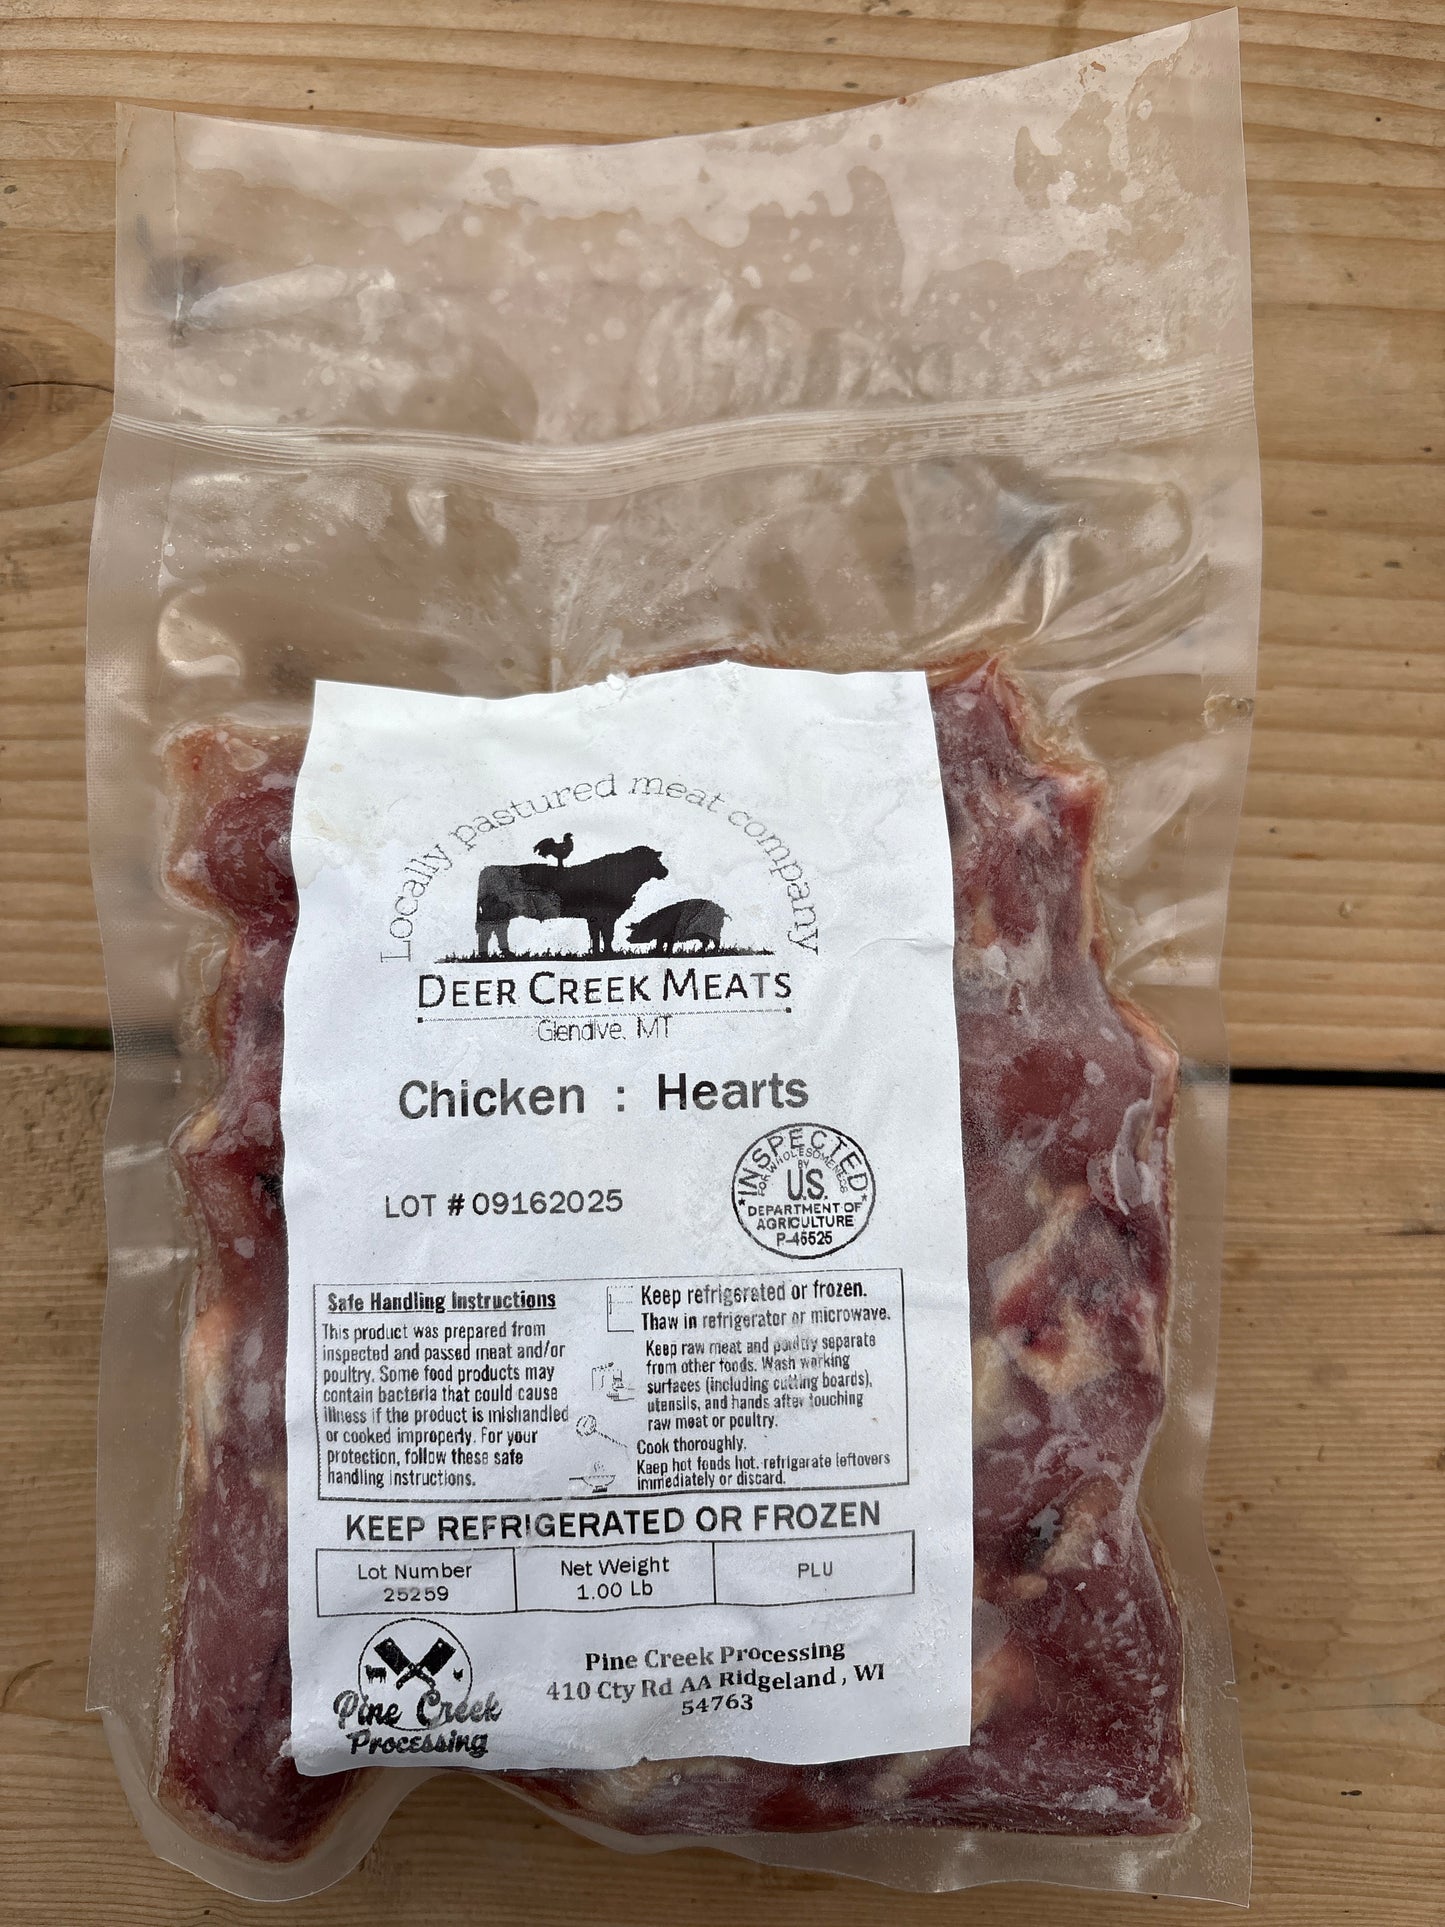 Locally pastured meat company
DEER CREEK MEATS
Glendive, MT
Chicken : Hearts
LOT # 09162025
INSPECTED
FOR WHOLESOMENESS
BY
U.S.
DEPARTMENT OF
AGRICULTURE
P-46525
Safe Handling Instructions
This product was prepared from
inspected and passed meat and/or
poultry. Some food products may
contain bacteria that could cause
illness if the product is mishandled
or cooked improperly. For your
protection, follow these safe
handling instructions.
Keep refrigerated or frozen.
Thaw in refrigerator or microwave.
Keep raw meat and poultry separate
from other foods. Wash working
surfaces (including cutting boards),
utensils, and hands after touching
raw meat or poultry.
Cook thoroughly.
Keep hot foods hot. refrigerate leftovers
immediately or discard.
KEEP REFRIGERATED OR FROZEN
Lot Number
25259
Net Weight
1.00 Lb
PLU
Pine Creek
Processing
Pine Creek Processing
410 Cty Rd AA Ridgeland , WI
54763